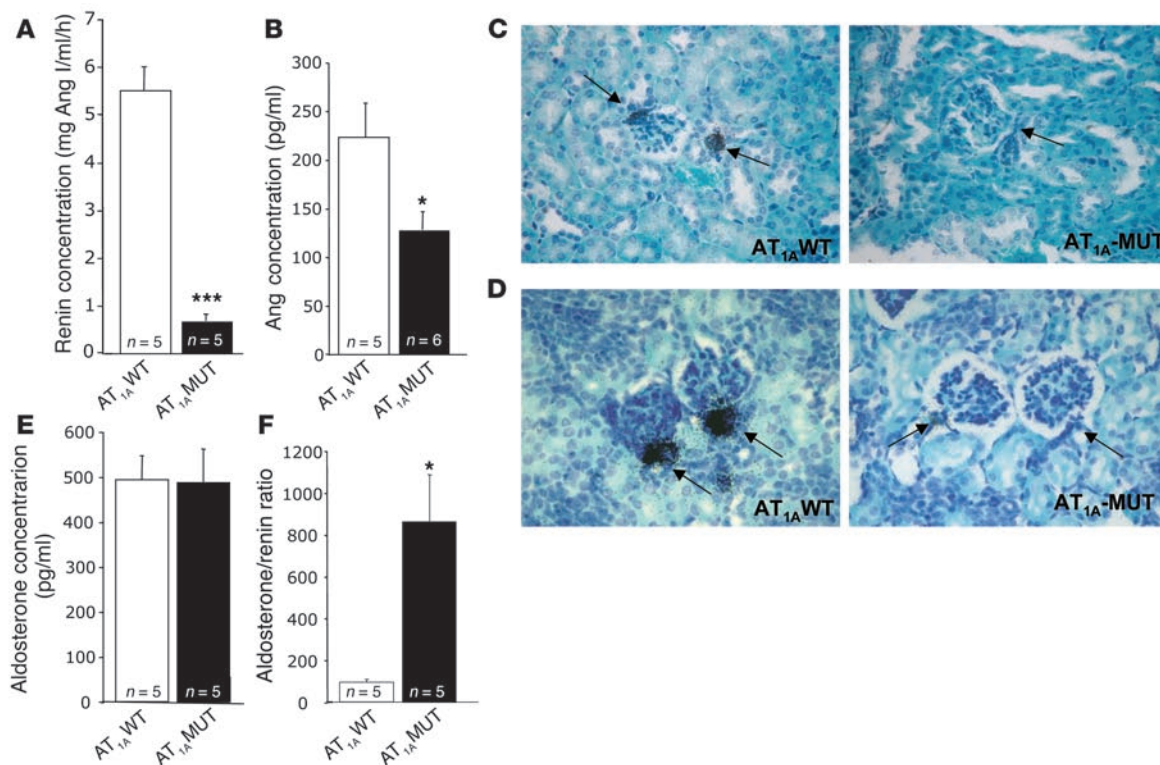 A
Renin concentration (mg Ang I/ml/h)
7
6
5
4
3
2
1
0
***
n = 5
n = 5
AT1AWT
AT1AMUT
B
Ang concentration (pg/ml)
300
250
200
150
100
50
0
*
n = 5
n = 6
AT1AWT
AT1AMUT
C
AT1AWT
AT1A-MUT
D
AT1AWT
AT1A-MUT
E
Aldosterone concentrarion
(pg/ml)
600
500
400
300
200
100
0
n = 5
n = 5
AT1AWT
AT1AMUT
F
Aldosterone/renin ratio
1200
1000
800
600
400
200
0
*
n = 5
n = 5
AT1AWT
AT1AMUT